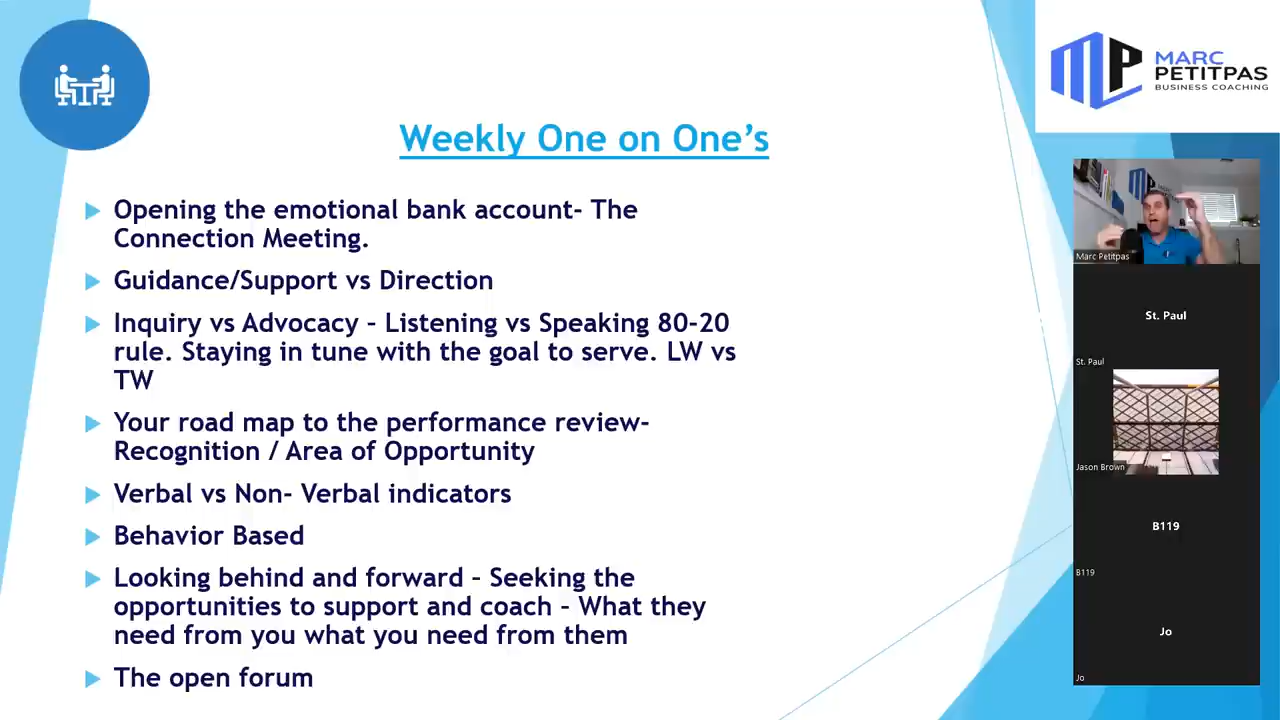 MARC
PETITPAS
BUSINESS COACHING
Weekly One on One’s
Opening the emotional bank account- The
Connection Meeting.
Guidance/Support vs Direction
Inquiry vs Advocacy – Listening vs Speaking 80-20
rule. Staying in tune with the goal to serve. LW vs
TW
Your road map to the performance review-
Recognition / Area of Opportunity
Verbal vs Non- Verbal indicators
Behavior Based
Looking behind and forward – Seeking the
opportunities to support and coach – What they
need from you what you need from them
The open forum
Marc Petitpas
St. Paul
St. Paul
Jason Brown
B119
B119
Jo
Jo